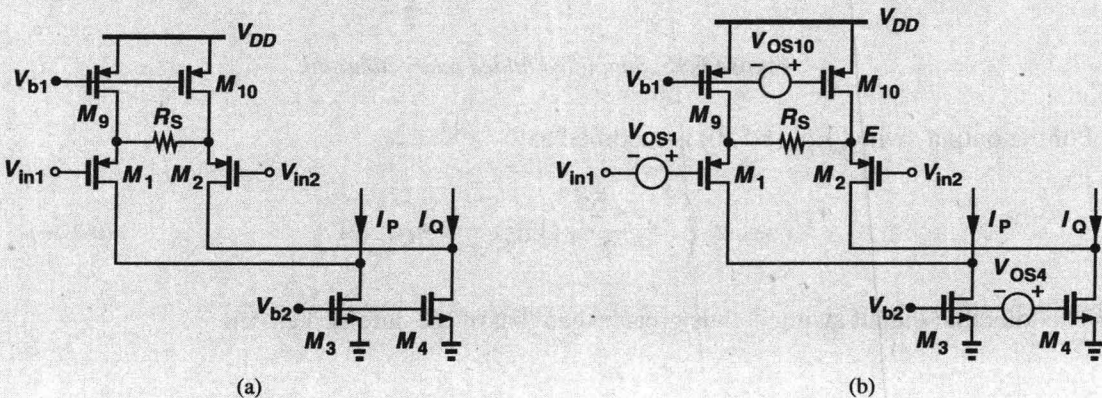 V_DD
V_b1
M_9
M_10
R_S
V_in1
M_1
M_2
V_in2
I_P
I_Q
V_b2
M_3
M_4
(a)
V_DD
V_OS10
V_b1
M_9
M_10
+
V_OS1
R_S
E
− +
V_in1
M_1
M_2
V_in2
I_P
I_Q
V_OS4
− +
V_b2
M_3
M_4
(b)